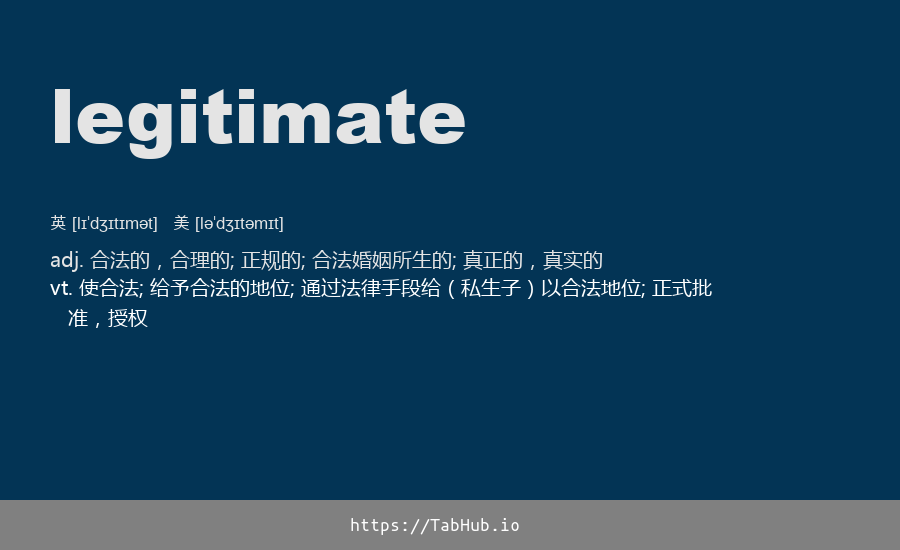 legitimate
英 [lɪˈdʒɪtɪmət] 美 [ləˈdʒɪtəmɪt]
adj. 合法的，合理的; 正规的; 合法婚姻所生的; 真正的，真实的
vt. 使合法; 给予合法的地位; 通过法律手段给（私生子）以合法地位; 正式批
准，授权
https://TabHub.io